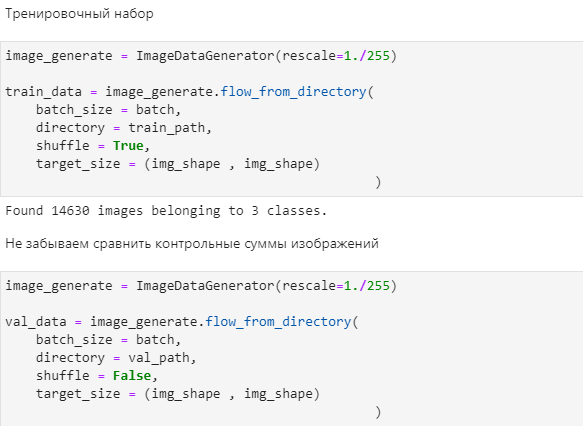 Тренировочный набор
image_generate = ImageDataGenerator(rescale=1./255)
train_data = image_generate.flow_from_directory(
    batch_size = batch,
    directory = train_path,
    shuffle = True,
    target_size = (img_shape , img_shape)
                                               )
Found 14630 images belonging to 3 classes.
Не забываем сравнить контрольные суммы изображений
image_generate = ImageDataGenerator(rescale=1./255)
val_data = image_generate.flow_from_directory(
    batch_size = batch,
    directory = val_path,
    shuffle = False,
    target_size = (img_shape , img_shape)
                                               )